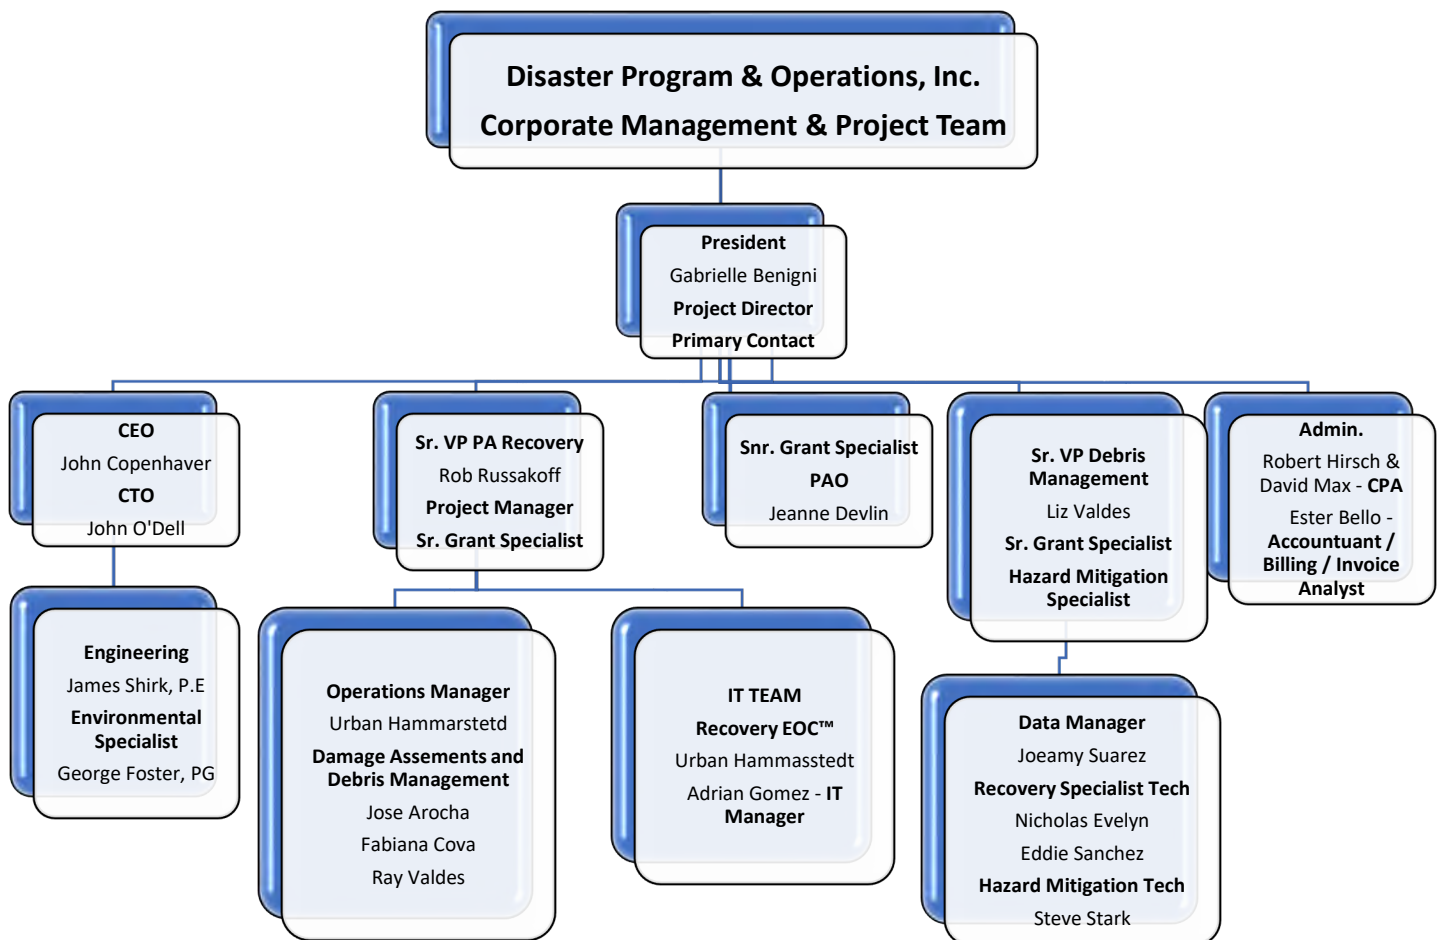 Disaster Program & Operations, Inc.
Corporate Management & Project Team
President
Gabrielle Benigni
Project Director
Primary Contact
CEO
John Copenhaver
CTO
John O'Dell
Sr. VP PA Recovery
Rob Russakoff
Project Manager
Sr. Grant Specialist
Snr. Grant Specialist
PAO
Jeanne Devlin
Sr. VP Debris
Management
Liz Valdes
Sr. Grant Specialist
Hazard Mitigation
Specialist
Admin.
Robert Hirsch &
David Max - CPA
Ester Bello -
Accountuant /
Billing / Invoice
Analyst
Engineering
James Shirk, P.E
Environmental
Specialist
George Foster, PG
Operations Manager
Urban Hammarstetd
Damage Assements and
Debris Management
Jose Arocha
Fabiana Cova
Ray Valdes
IT TEAM
Recovery EOC™
Urban Hammasstedt
Adrian Gomez - IT
Manager
Data Manager
Joeamy Suarez
Recovery Specialist Tech
Nicholas Evelyn
Eddie Sanchez
Hazard Mitigation Tech
Steve Stark